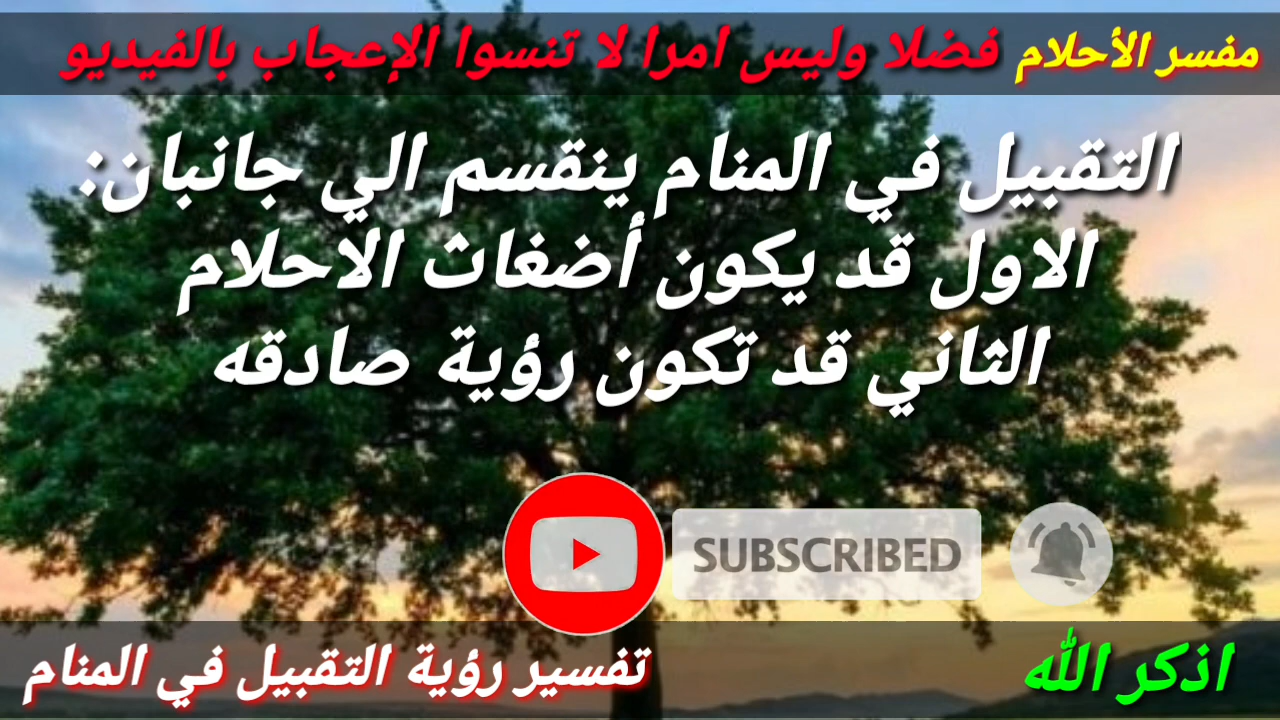 مفسر الأحلام فضلا وليس امرا لا تنسوا الإعجاب بالفيديو
التقبيل في المنام ينقسم الي جانبان:
الاول قد يكون أضغاث الاحلام
الثاني قد تكون رؤية صادقه
SUBSCRIBED
اذكر الله تفسير رؤية التقبيل في المنام